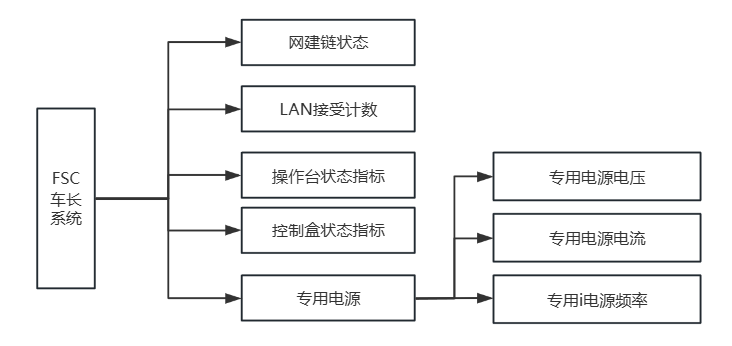 FSC
车长
系统
网建链状态
LAN接受计数
操作台状态指标
控制盒状态指标
专用电源
专用电源电压
专用电源电流
专用i电源频率